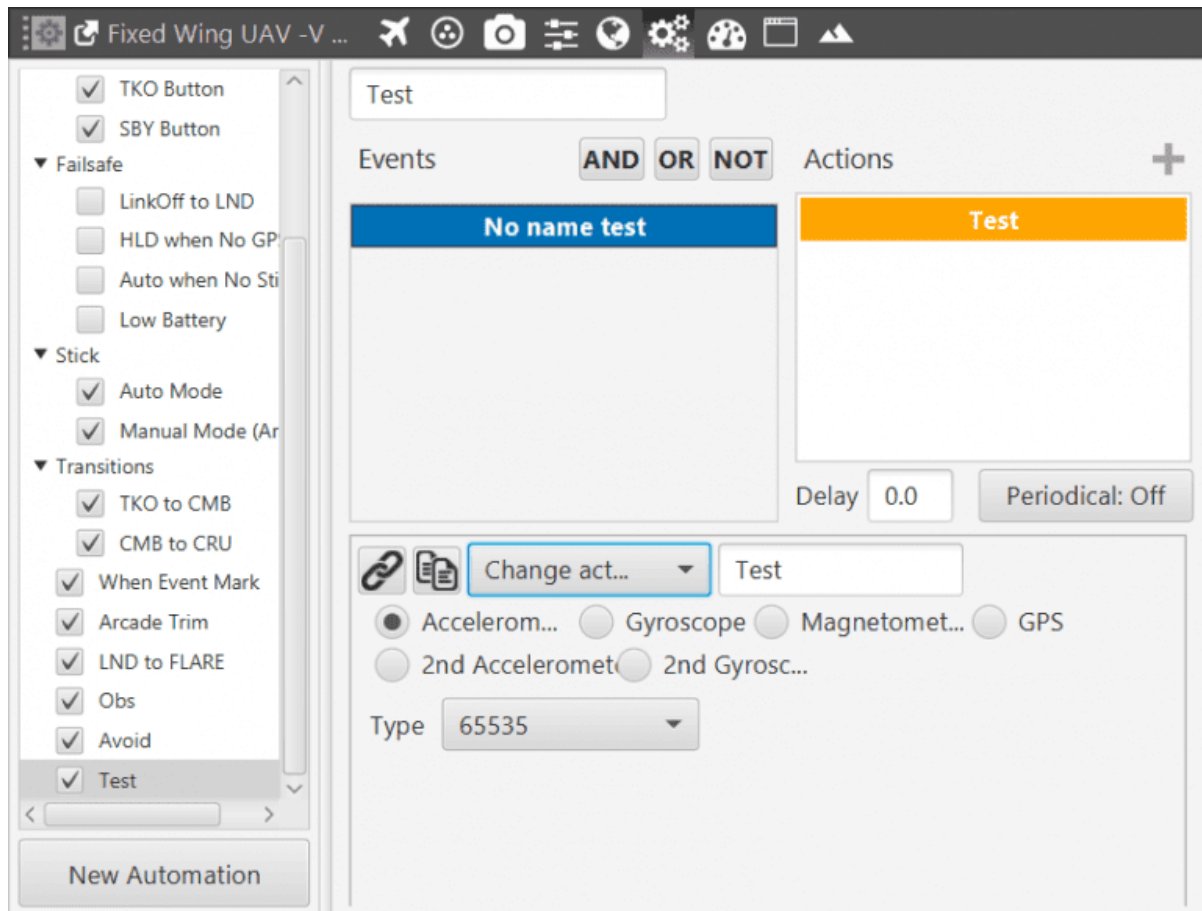 Fixed Wing UAV -V ...
TKO Button
SBY Button
Failsafe
LinkOff to LND
HLD when No GP
Auto when No Sti
Low Battery
Stick
Auto Mode
Manual Mode (Ar
Transitions
TKO to CMB
CMB to CRU
When Event Mark
Arcade Trim
LND to FLARE
Obs
Avoid
Test
New Automation
Test
Events AND OR NOT
No name test
Actions
Test
Delay 0.0 Periodical: Off
Change act... Test
Accelerom... Gyroscope Magnetomet... GPS
2nd Acceleromet 2nd Gyrosc...
Type 65535